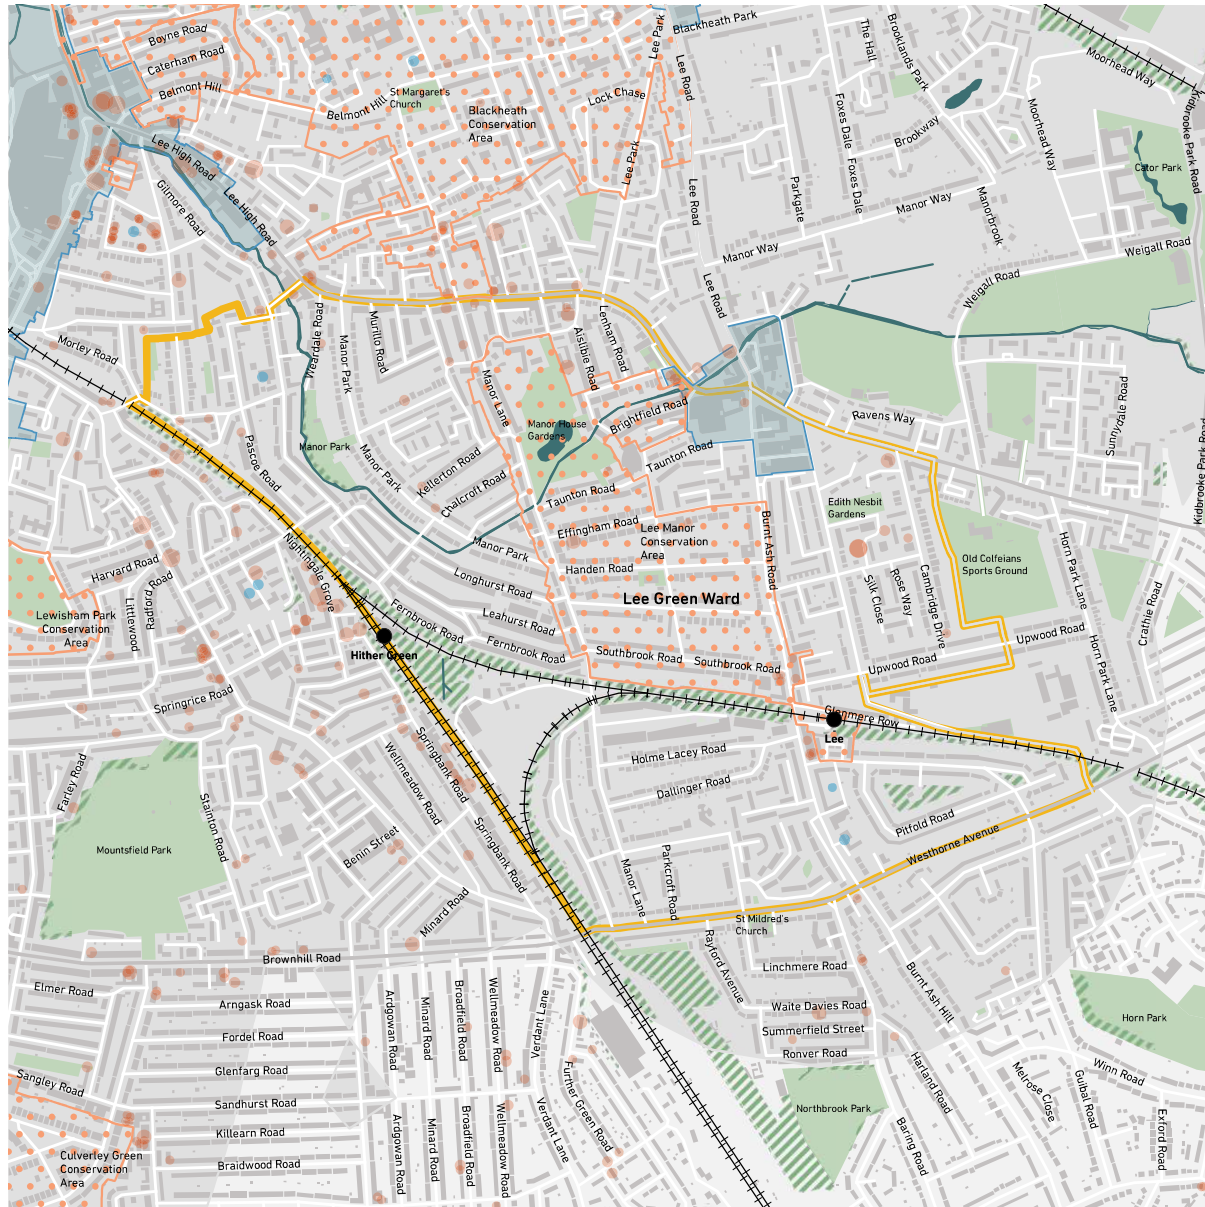 Boyne Road
Caterham Road
Belmont Hill
Belmont Hill
St Margaret's
Church
Blackheath
Conservation
Area
Lock Chase
Lee Park
Lee Park
Lee Road
Blackheath Park
The Hall
Brooklands Park
Foxes Dale
Foxes Dale
Brookway
Moorhead Way
Moorhead Way
Kidbrooke Park Road
Cator Park
Lee High Road
Lee High Road
Gilmore Road
Lee Road
Parkgate
Manor Way
Manor Way
Manorbrook
Weigall Road
Weigall Road
Lee Road
Morley Road
Weardale Road
Manor Park
Murillo Road
Aislibie Road
Lenham Road
Manor Lane
Manor House
Gardens
Brightfield Road
Ravens Way
Sunnydale Road
Kidbrooke Park Road
Pascoe Road
Manor Park
Manor Park
Kellerton Road
Chalcroft Road
Taunton Road
Taunton Road
Effingham Road
Lee Manor
Conservation
Area
Burnt Ash Road
Edith Nesbit
Gardens
Old Colfeians
Sports Ground
Horn Park Lane
Horn Park Lane
Crathie Road
Nightingale Grove
Manor Park
Handen Road
Longhurst Road
Lee Green Ward
Silk Close
Rose Way
Cambridge Drive
Harvard Road
Littlewood
Radford Road
Lewisham Park
Conservation
Area
Fernbrook Road
Leahurst Road
Fernbrook Road
Hither Green
Southbrook Road
Southbrook Road
Upwood Road
Upwood Road
Springrice Road
Glenmere Row
Lee
Farley Road
Stainton Road
Wellmeadow Road
Springbank Road
Holme Lacey Road
Dallinger Road
Pitfold Road
Westhorne Avenue
Mountsfield Park
Benin Street
Springbank Road
Minard Road
Manor Lane
Parkcroft Road
St Mildred's
Church
Rayford Avenue
Brownhill Road
Linchmere Road
Burnt Ash Hill
Elmer Road
Arngask Road
Ardgowan Road
Minard Road
Broadfield Road
Wellmeadow Road
Verdant Lane
Waite Davies Road
Summerfield Street
Horn Park
Fordel Road
Ronver Road
Glenfarg Road
Sangley Road
Further Green Road
Harland Road
Melrose Close
Winn Road
Guibal Road
Sandhurst Road
Northbrook Park
Killearn Road
Ardgowan Road
Minard Road
Broadfield Road
Wellmeadow Road
Verdant Lane
Baring Road
Exford Road
Culverley Green
Conservation
Area
Braidwood Road